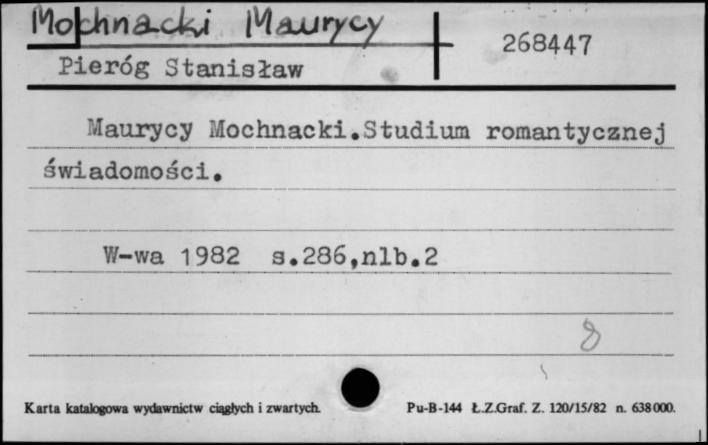 Mochnacki Maurycy
268447
Pieróg Stanisław
Maurycy Mochnacki.Studium romantycznej
świadomości.
W-wa 1982 s.286,nlb.2
8
Karta katalogowa wydawnictw ciągłych i zwartych.
Pu-B-144 Ł.Z.Graf. Z. 120/15/82 n. 638000.